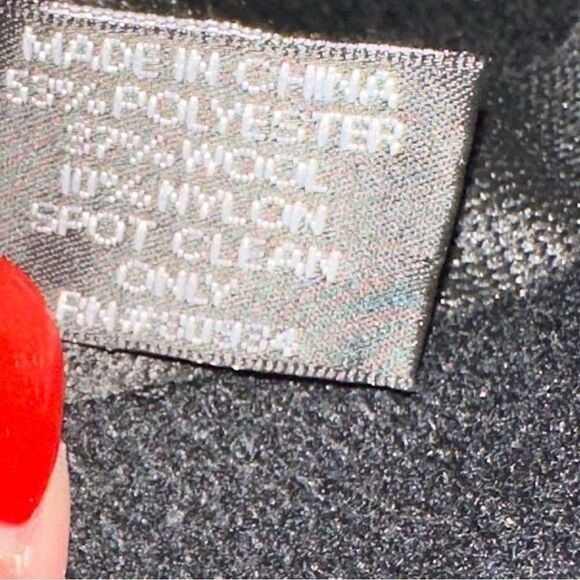 MADE IN CHINA
53% POLYESTER
37% WOOL
10% NYLON
SPOT CLEAN
ONLY